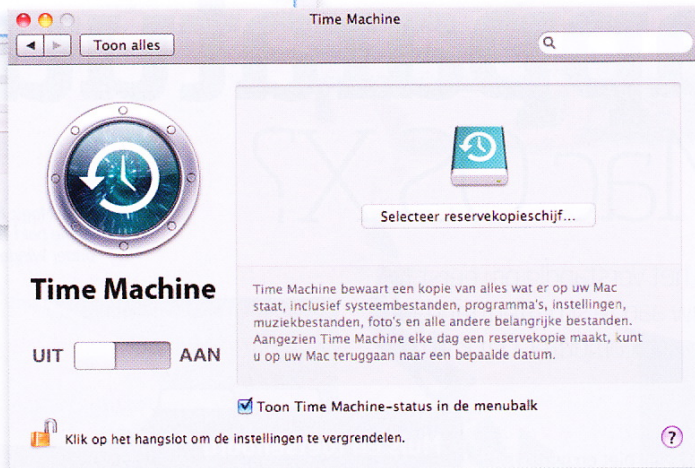 Time Machine
Toon alles
Selecteer reservekopieschijf...
Time Machine
Time Machine bewaart een kopie van alles wat er op uw Mac
staat, inclusief systeembestanden, programma's, instellingen,
muziekbestanden, foto's en alle andere belangrijke bestanden.
Aangezien Time Machine elke dag een reservekopie maakt, kunt
u op uw Mac teruggaan naar een bepaalde datum.
UIT AAN
Toon Time Machine-status in de menubalk
Klik op het hangslot om de instellingen te vergrendelen.
?